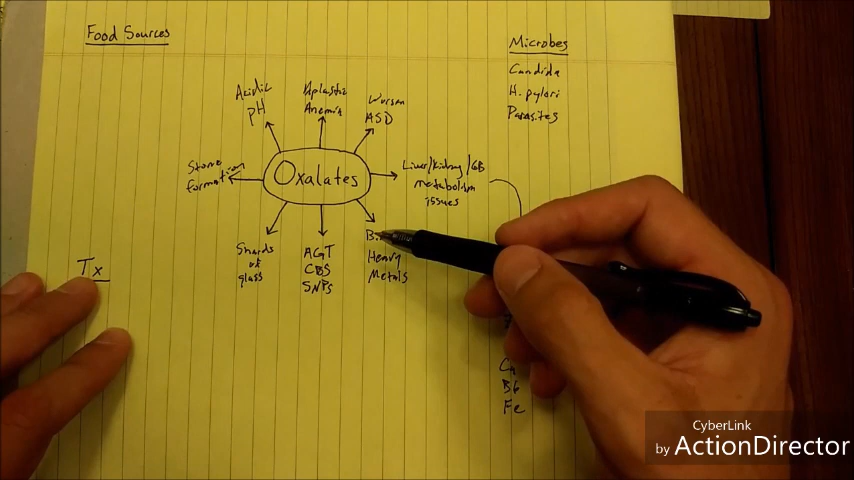 Food Sources
Microbes
Candida
H. pylori
Parasites
Acidic
pH
Aplastic
Anemia
Worsen
ASD
Stone
formation
Oxalates
Liver/Kidney/GB
metabolism
issues
Shards
of
glass
AGT
CBS
SNPs
Heavy
Metals
Tx
B6
Fe
CyberLink
by ActionDirector